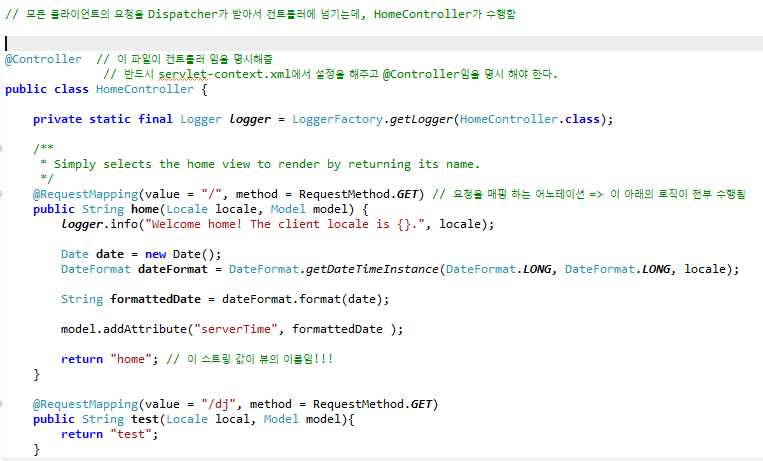 // 모든 클라이언트의 요청을 Dispatcher가 받아서 컨트롤러에 넘기는데, HomeController가 수행함
@Controller  // 이 파일이 컨트롤러 임을 명시해줌
// 반드시 servlet-context.xml에서 설정을 해주고 @Controller임을 명시 해야 한다.
public class HomeController {
private static final Logger logger = LoggerFactory.getLogger(HomeController.class);
/**
* Simply selects the home view to render by returning its name.
*/
@RequestMapping(value = "/", method = RequestMethod.GET) // 요청을 매핑 하는 어노테이션 => 이 아래의 로직이 전부 수행됨
public String home(Locale locale, Model model) {
logger.info("Welcome home! The client locale is {}.", locale);
Date date = new Date();
DateFormat dateFormat = DateFormat.getDateTimeInstance(DateFormat.LONG, DateFormat.LONG, locale);
String formattedDate = dateFormat.format(date);
model.addAttribute("serverTime", formattedDate );
return "home"; // 이 스트링 값이 뷰의 이름임!!!
}
@RequestMapping(value = "/dj", method = RequestMethod.GET)
public String test(Locale local, Model model){
return "test";
}